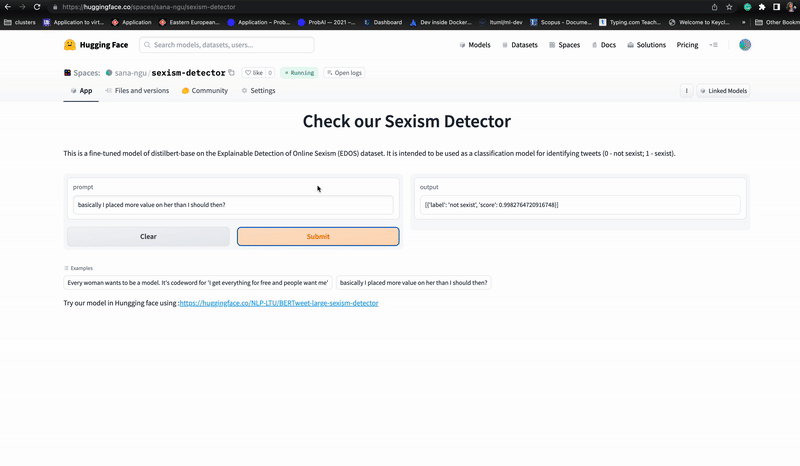 https://huggingface.co/spaces/sana-ngu/sexism-detector
clusters Application to virt... Application Eastern European... Application – Prob... ProbAI — 2021 –... Dashboard Dev inside Docker... Scopus - Docume... Typing.com Teach... Welcome to Keycl... » Other Bookm
Hugging Face Search models, datasets, users... Models Datasets Spaces Docs Solutions Pricing
Spaces: sana-ngu/sexism-detector like 0 Running Open logs
App Files and versions Community Settings Linked Models
Check our Sexism Detector
This is a fine-tuned model of distilbert-base on the Explainable Detection of Online Sexism (EDOS) dataset. It is intended to be used as a classification model for identifying tweets (0 - not sexist; 1 - sexist).
prompt output
basically I placed more value on her than I should then? [{'label': 'not sexist', 'score': 0.9982764720916748}]
Clear Submit
Examples
Every woman wants to be a model. It's codeword for 'I get everything for free and people want me' basically I placed more value on her than I should then?
Try our model in Hungging face using :https://huggingface.co/NLP-LTU/BERTweet-large-sexism-detector